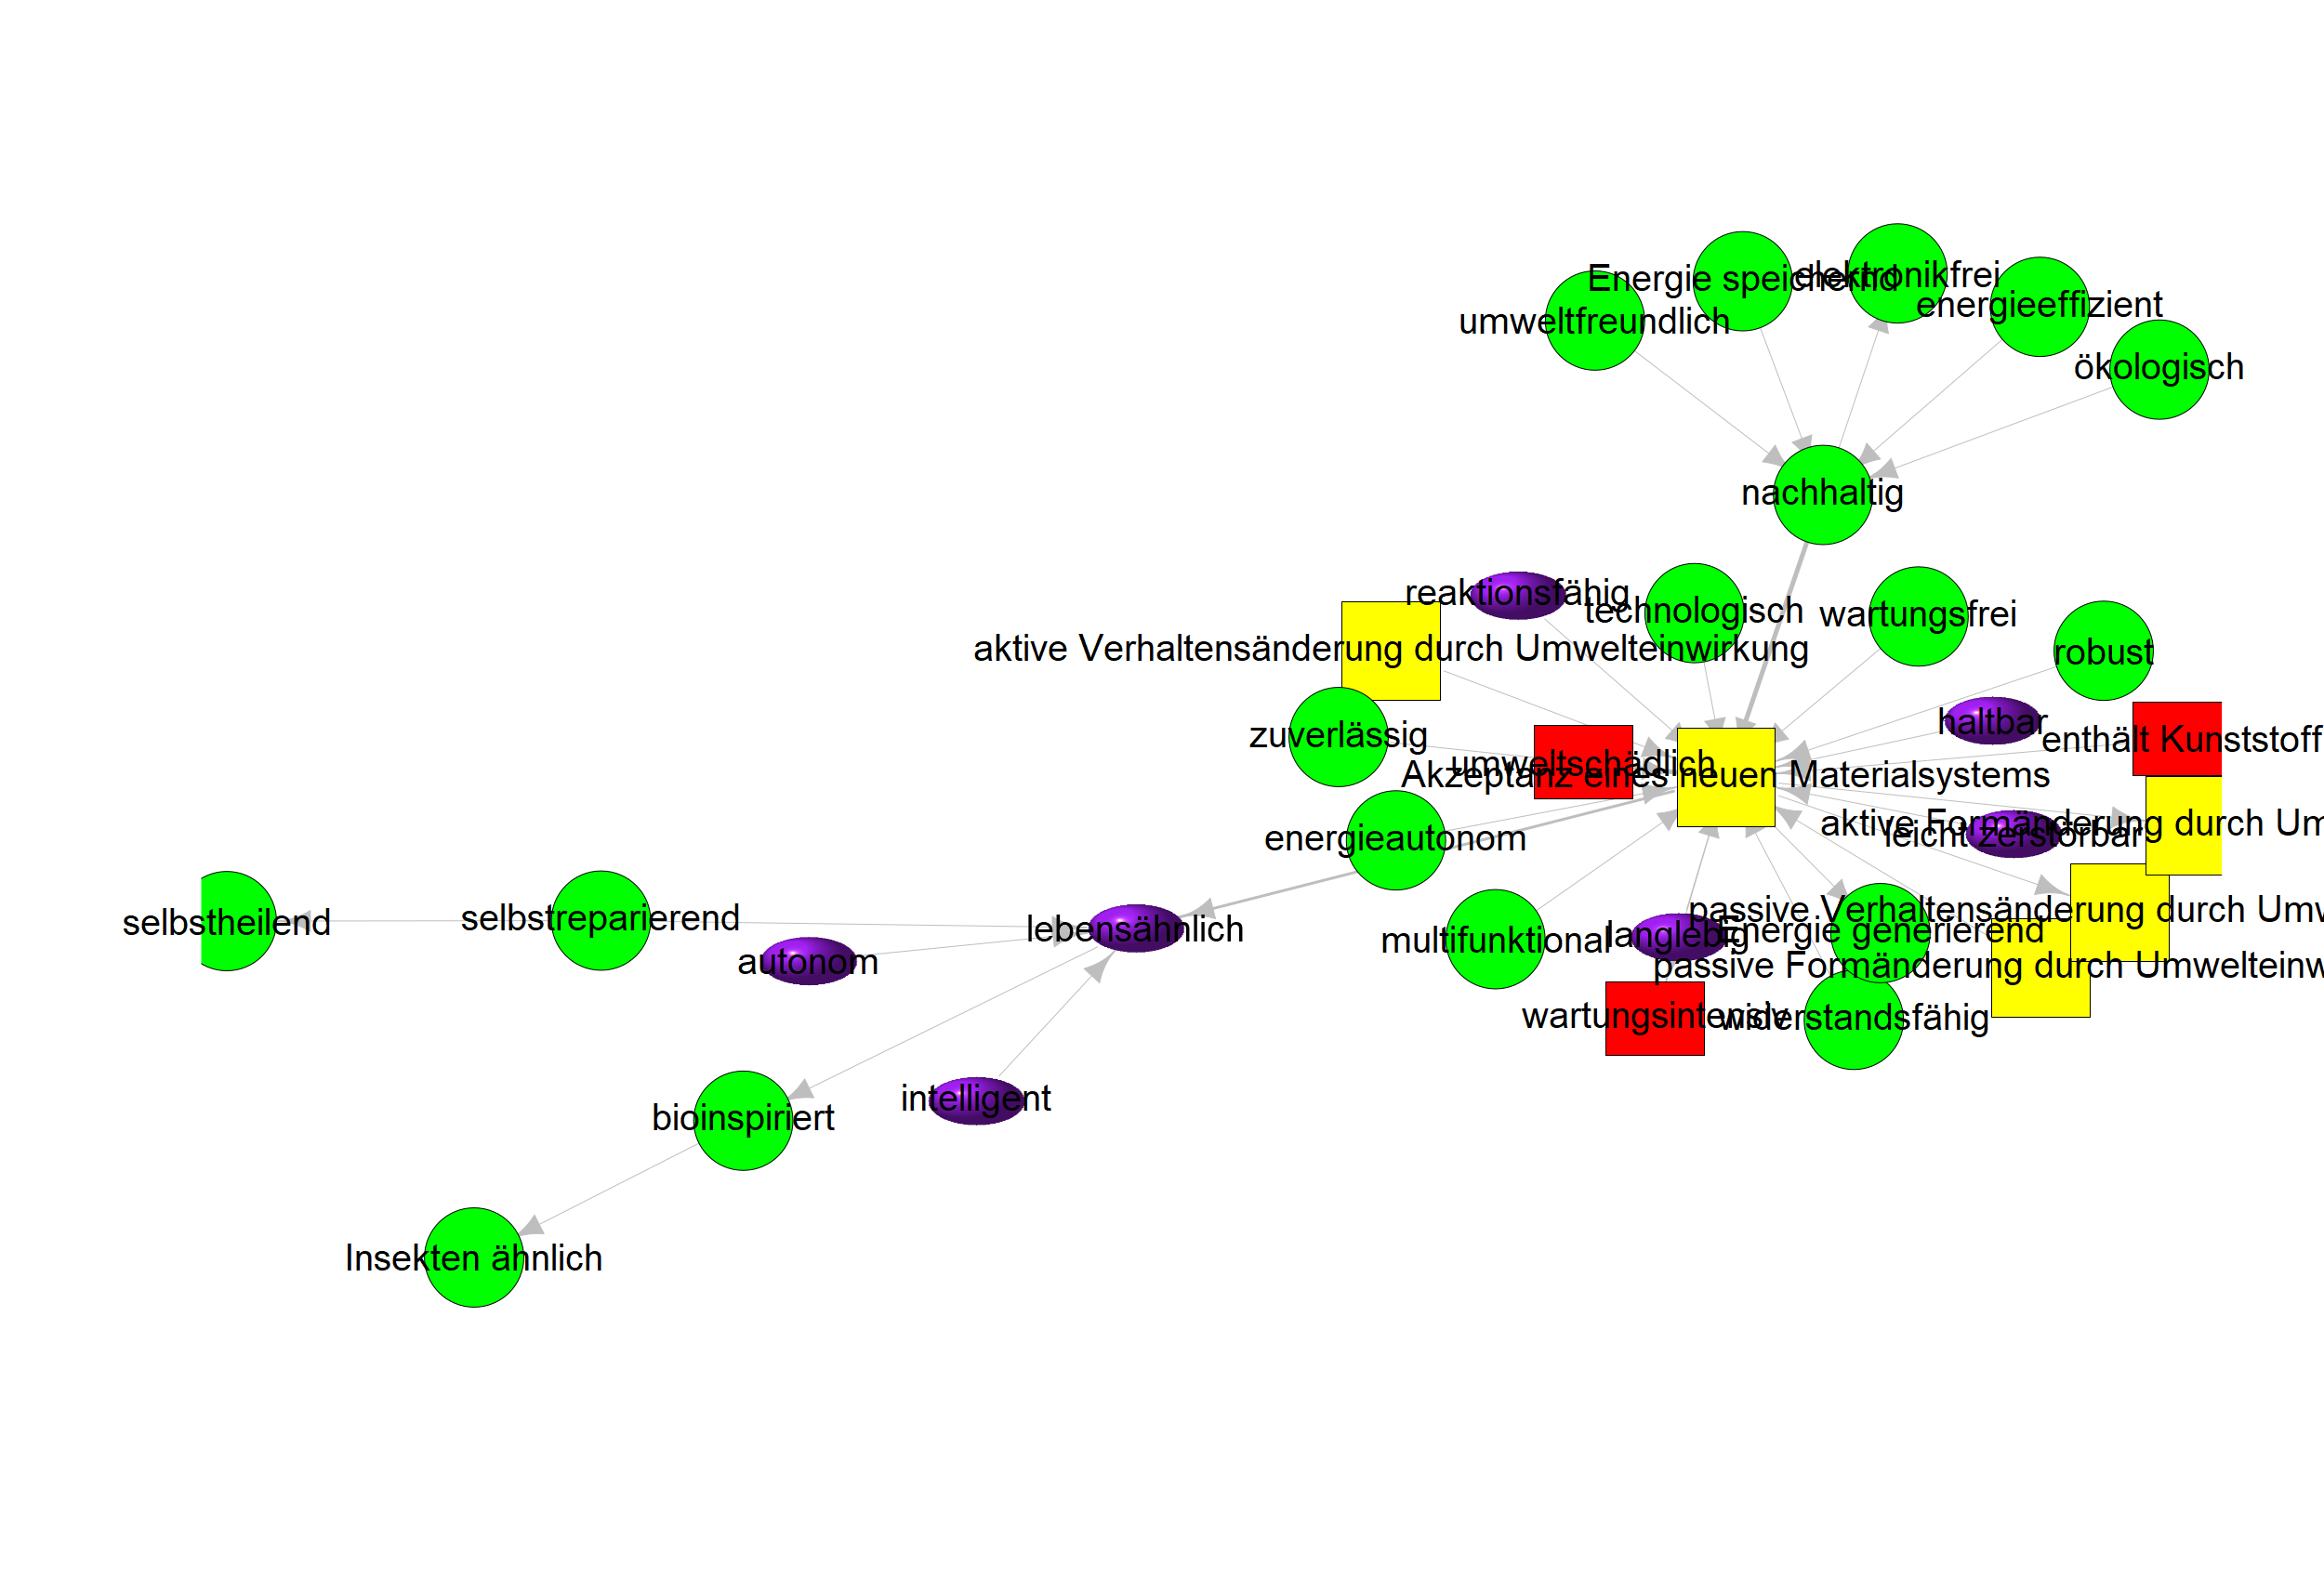 elektronikfrei
Energie speichernd
energieeffizient
umweltfreundlich
ökologisch
nachhaltig
reaktionsfähig
technologisch
wartungsfrei
aktive Verhaltensänderung durch Umwelteinwirkung
robust
haltbar
zuverlässig
enthält Kunststoff
umweltschädlich
Akzeptanz eines neuen Materialsystems
aktive Formänderung durch Um
leicht zerstörbar
energieautonom
passive Verhaltensänderung durch Umw
selbstheilend
selbstreparierend
lebensähnlich
multifunktional
langlebig
Energie generierend
autonom
passive Formänderung durch Umwelteinw
wartungsintensiv
widerstandsfähig
intelligent
bioinspiriert
Insekten ähnlich